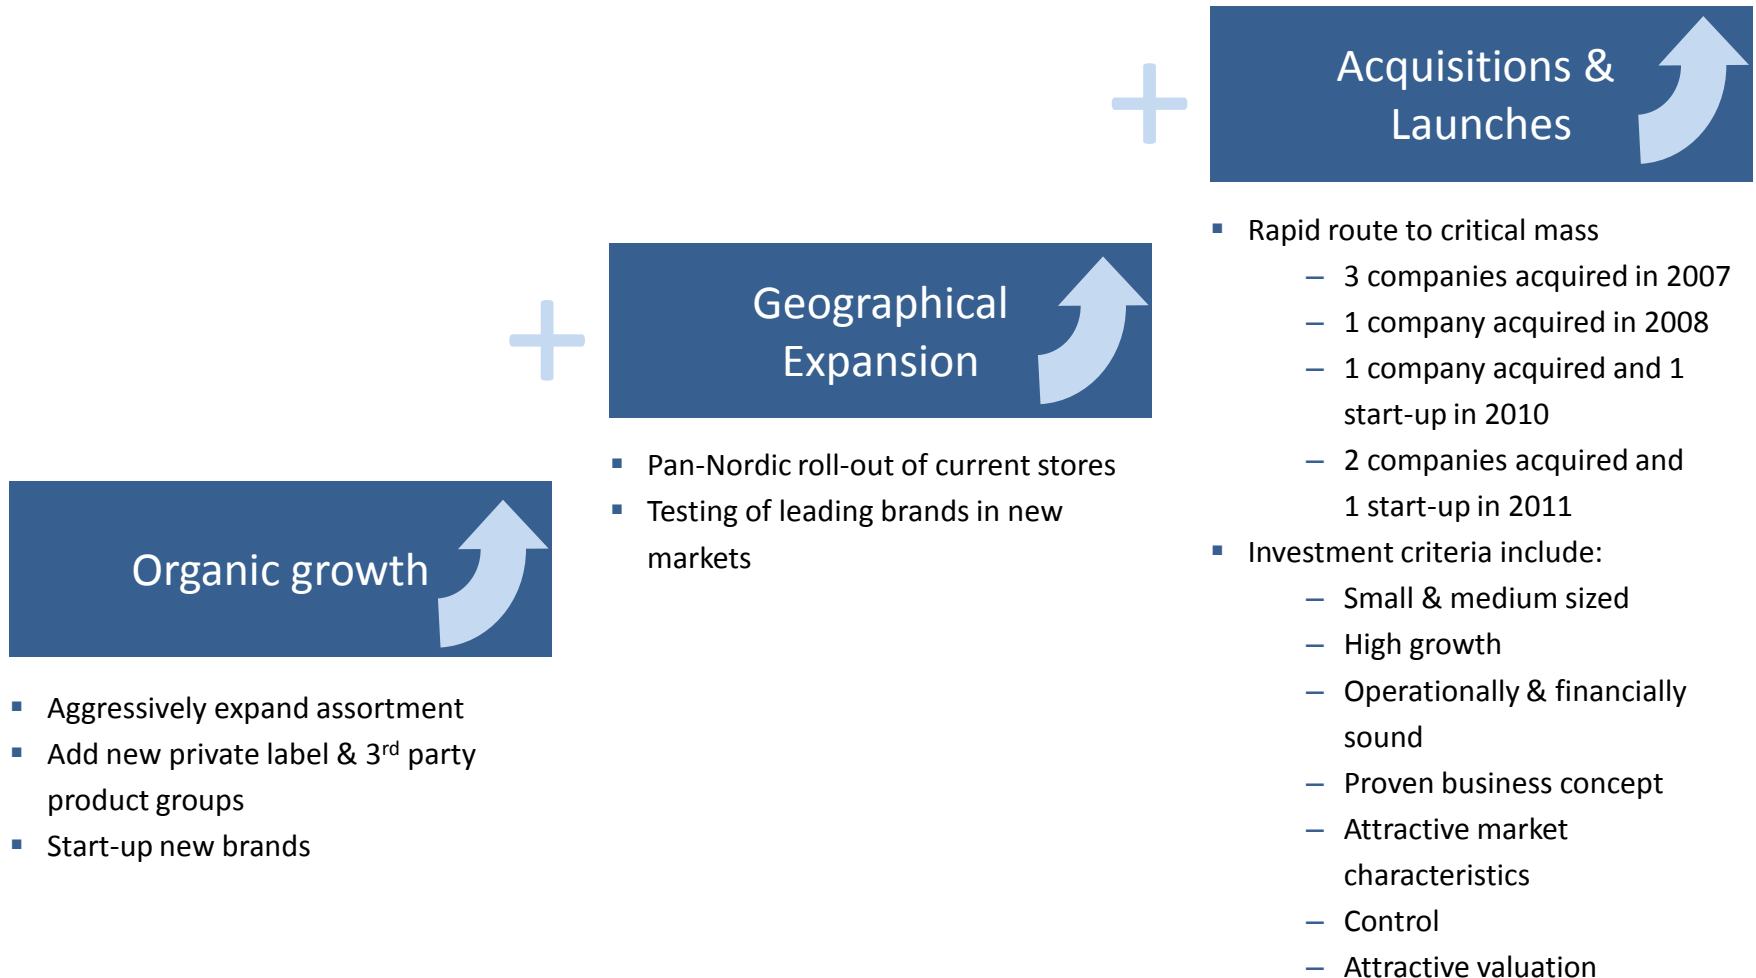 Organic growth
▪ Aggressively expand assortment
▪ Add new private label & 3rd party
product groups
▪ Start-up new brands
+
Geographical
Expansion
▪ Pan-Nordic roll-out of current stores
▪ Testing of leading brands in new
markets
+
Acquisitions &
Launches
▪ Rapid route to critical mass
– 3 companies acquired in 2007
– 1 company acquired in 2008
– 1 company acquired and 1
start-up in 2010
– 2 companies acquired and
1 start-up in 2011
▪ Investment criteria include:
– Small & medium sized
– High growth
– Operationally & financially
sound
– Proven business concept
– Attractive market
characteristics
– Control
– Attractive valuation